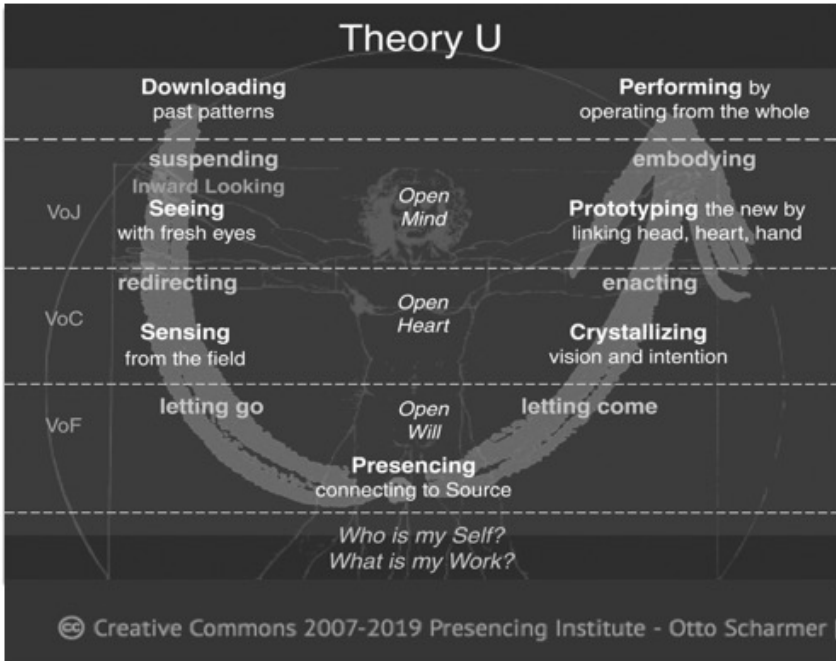 Theory U
Downloading
past patterns
Performing by
operating from the whole
suspending
Inward Looking
embodying
VoJ
Seeing
with fresh eyes
Open
Mind
Prototyping the new by
linking head, heart, hand
redirecting
enacting
VoC
Open
Heart
Sensing
from the field
Crystallizing
vision and intention
letting go
letting come
VoF
Open
Will
Presencing
connecting to Source
Who is my Self?
What is my Work?
cc Creative Commons 2007-2019 Presencing Institute - Otto Scharmer